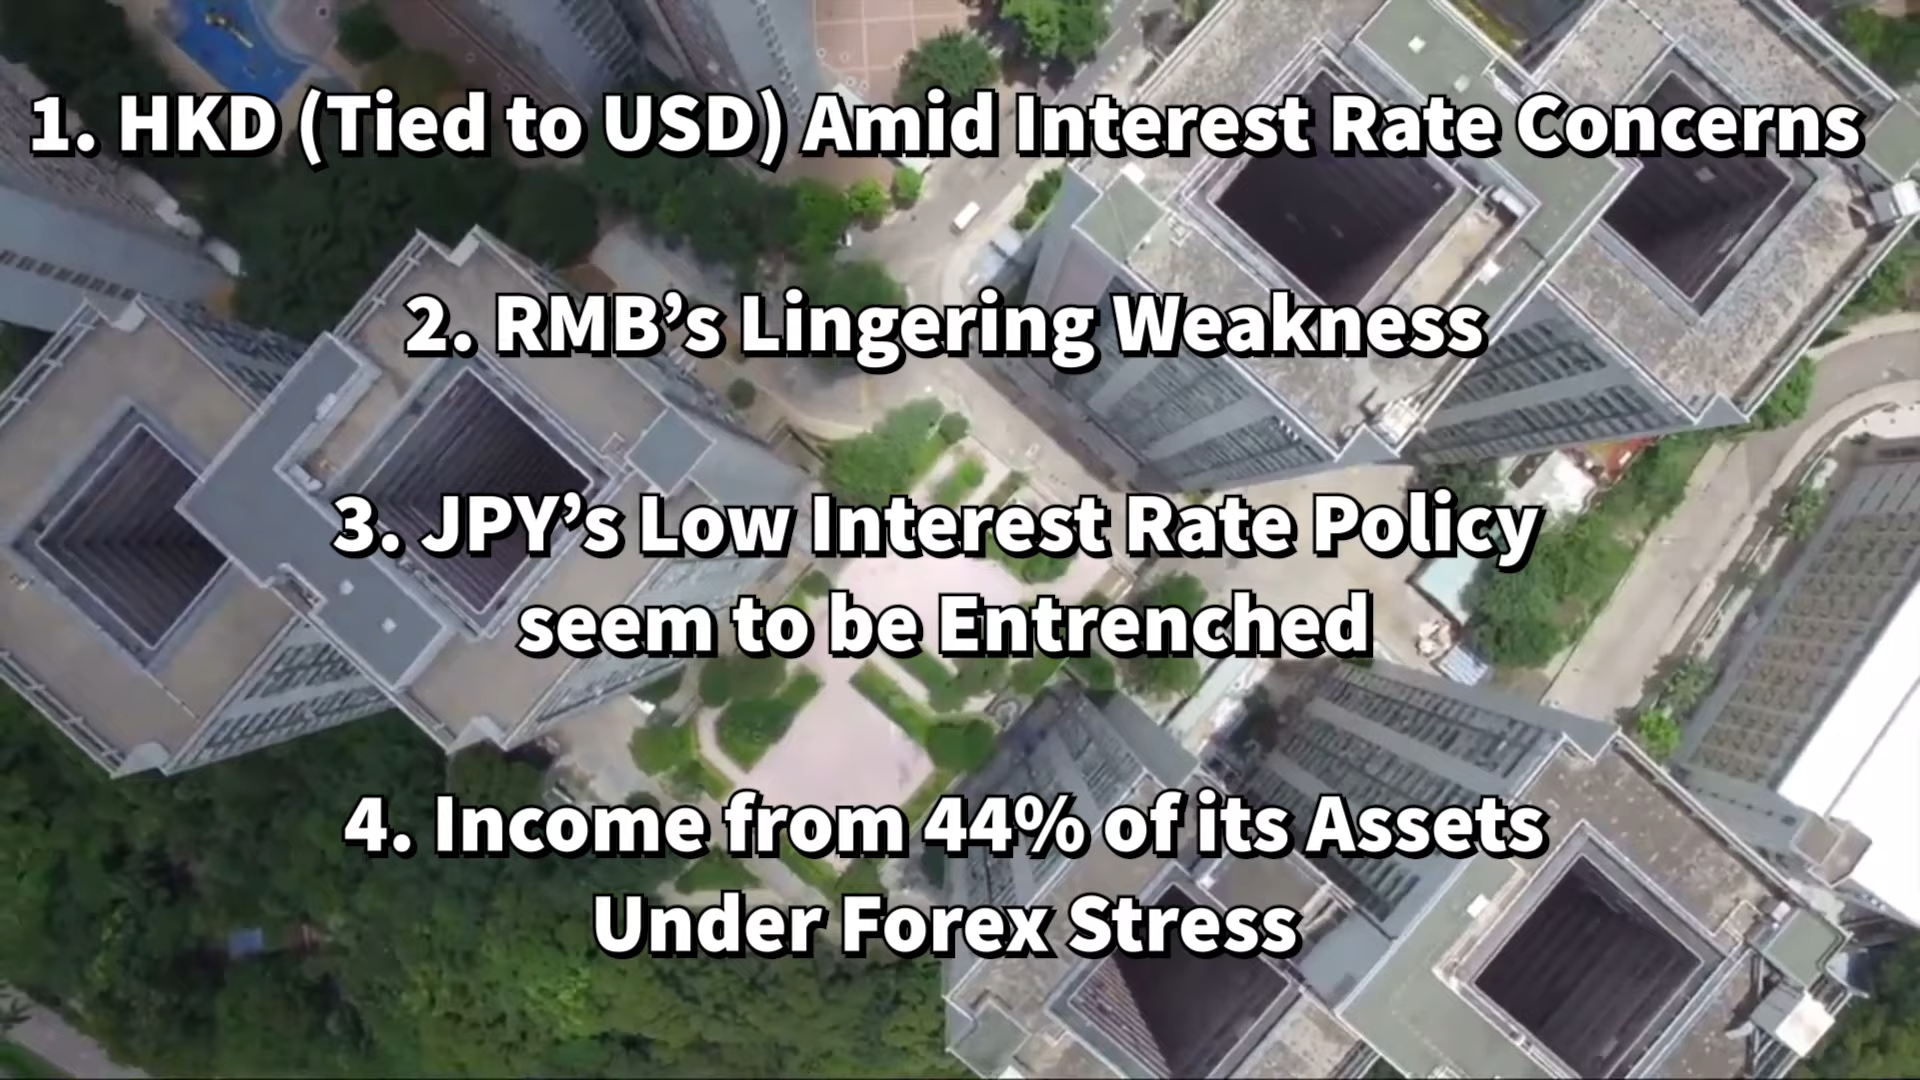 1. HKD (Tied to USD) Amid Interest Rate Concerns
2. RMB’s Lingering Weakness
3. JPY’s Low Interest Rate Policy
seem to be Entrenched
4. Income from 44% of its Assets
Under Forex Stress